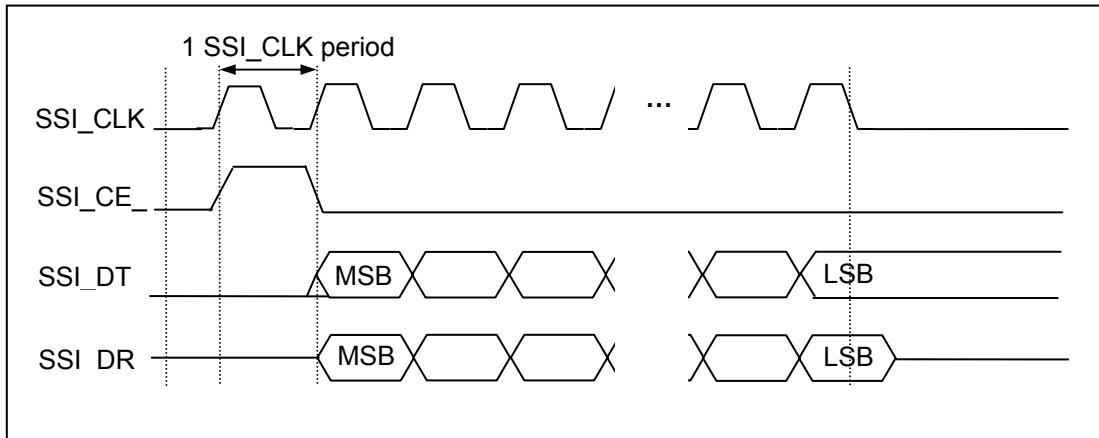 1 SSI_CLK period
SSI_CLK
...
SSI_CE_
SSI_DT
MSB
LSB
SSI DR
MSB
LSB